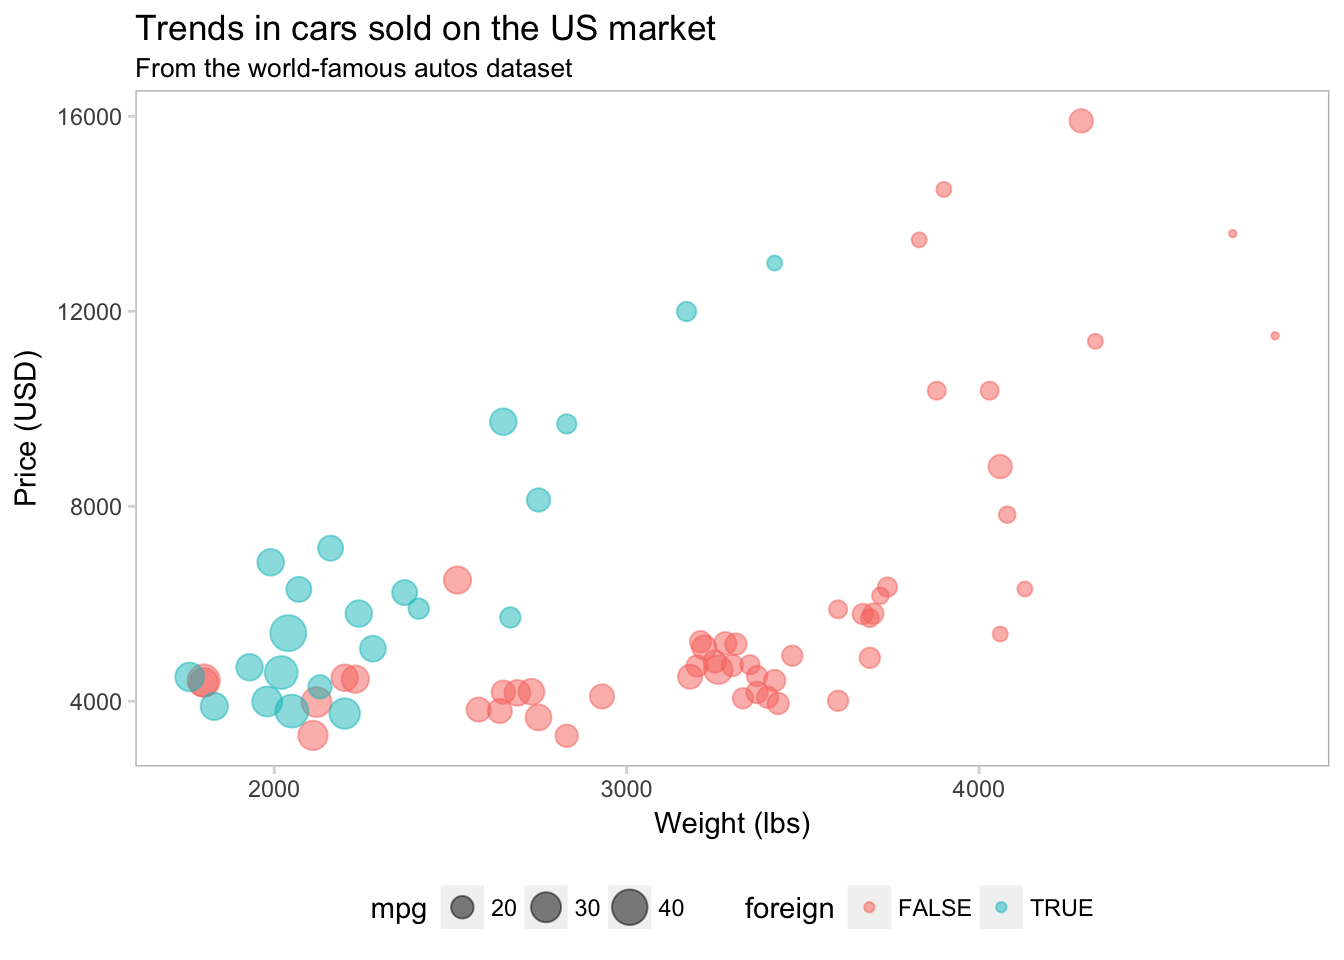 Trends in cars sold on the US market
From the world-famous autos dataset
16000
12000
8000
4000
Price (USD)
2000 3000 4000
Weight (lbs)
mpg 20 30 40 foreign FALSE TRUE